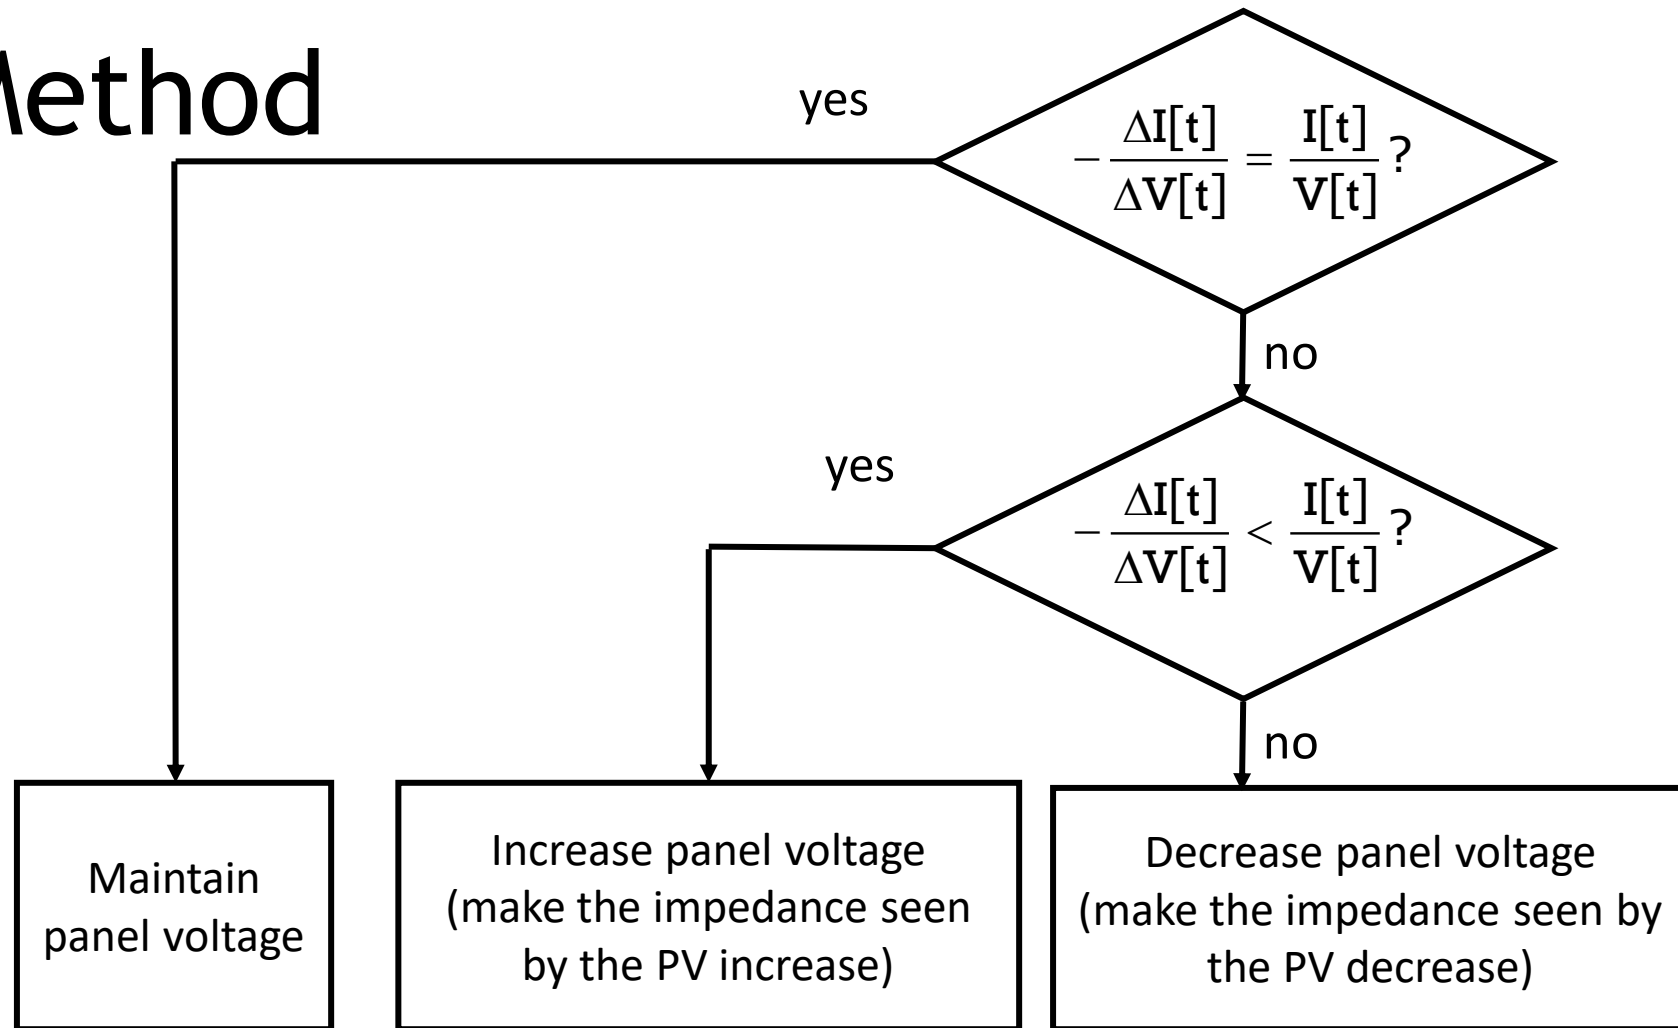 Method
yes
− ΔI[t] / ΔV[t] = I[t] / V[t] ?
no
yes
− ΔI[t] / ΔV[t] < I[t] / V[t] ?
no
Maintain
panel voltage
Increase panel voltage
(make the impedance seen
by the PV increase)
Decrease panel voltage
(make the impedance seen by
the PV decrease)